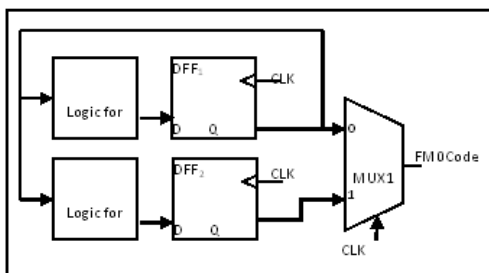 DFF1
CLK
Logic for
D Q
0
FM0Code
MUX1
DFF2
CLK
1
Logic for
D Q
CLK